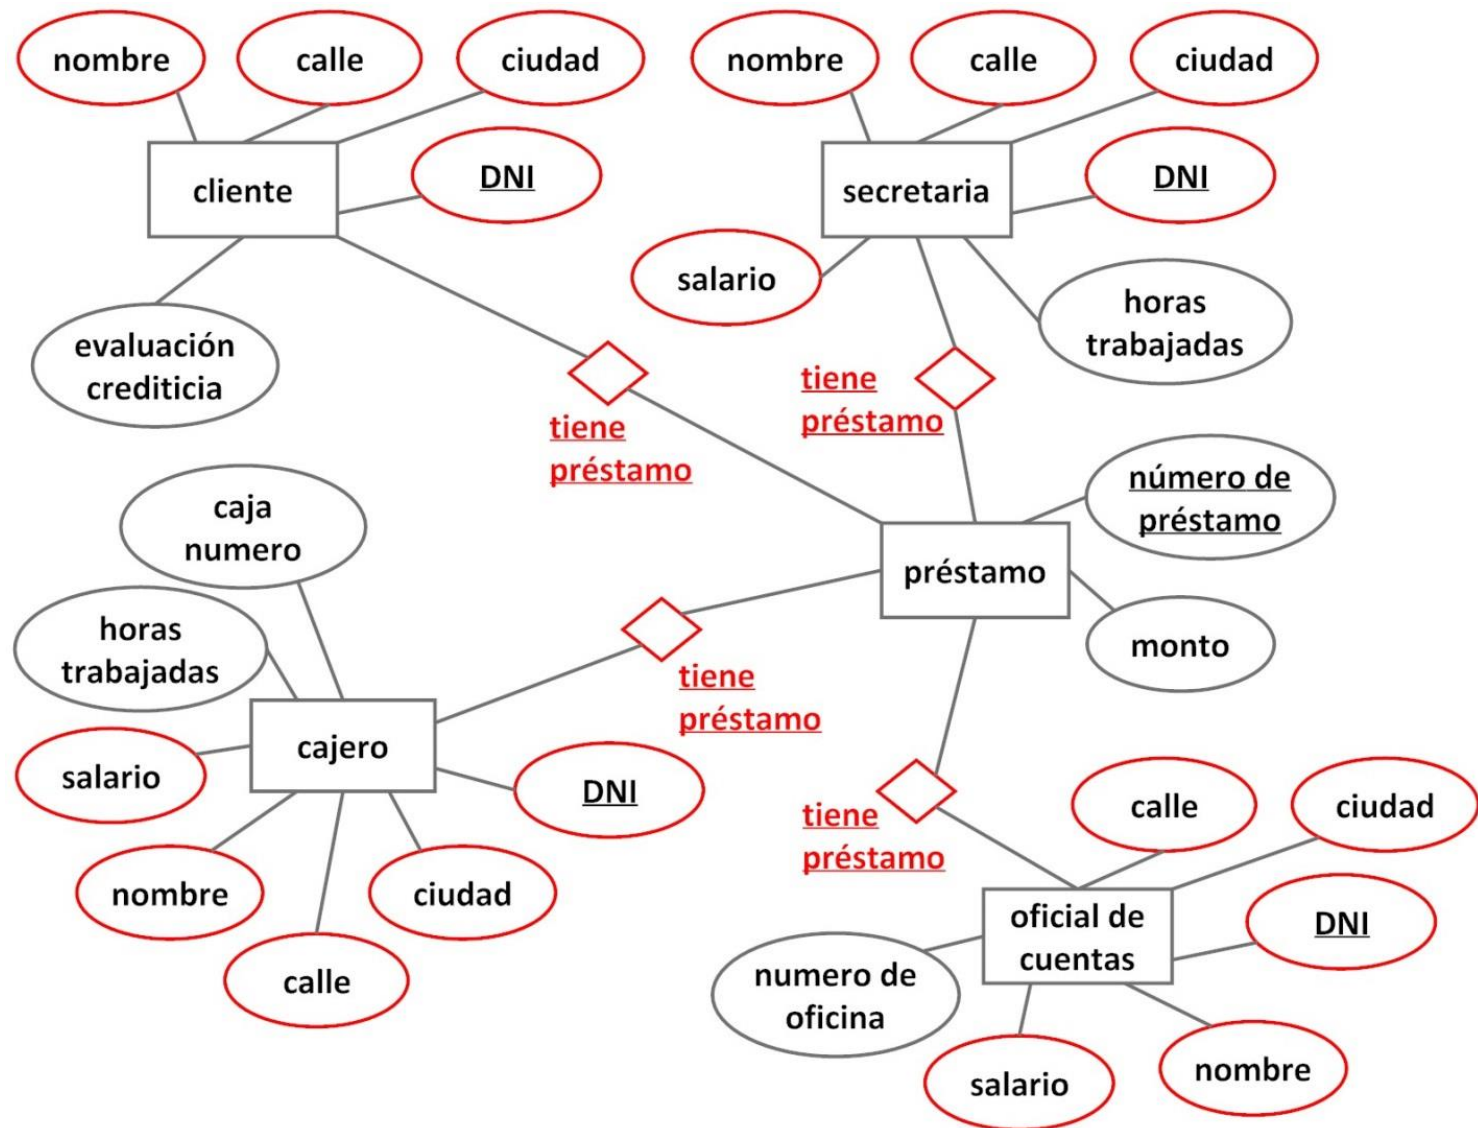 nombre
calle
ciudad
nombre
calle
ciudad
DNI
DNI
cliente
secretaria
salario
horas
trabajadas
evaluación
crediticia
tiene
préstamo
tiene
préstamo
número de
préstamo
caja
numero
préstamo
horas
trabajadas
monto
tiene
préstamo
cajero
salario
DNI
calle
ciudad
tiene
préstamo
nombre
ciudad
oficial de
cuentas
DNI
calle
numero de
oficina
salario
nombre